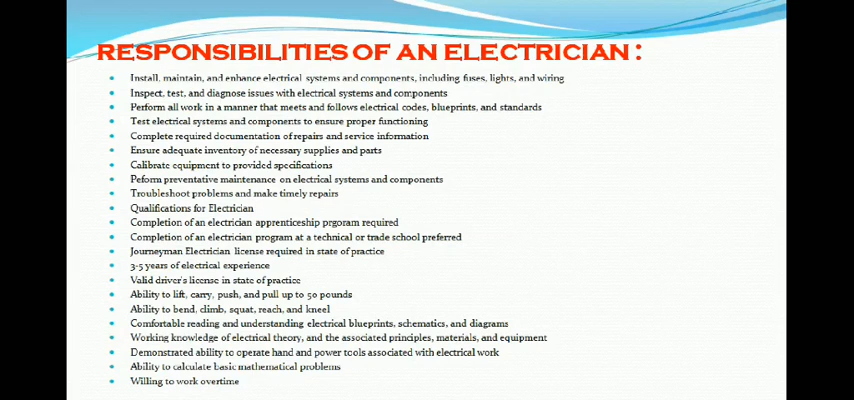 RESPONSIBILITIES OF AN ELECTRICIAN :
Install, maintain, and enhance electrical systems and components, including fuses, lights, and wiring
Inspect, test, and diagnose issues with electrical systems and components
Perform all work in a manner that meets and follows electrical codes, blueprints, and standards
Test electrical systems and components to ensure proper functioning
Complete required documentation of repairs and service information
Ensure adequate inventory of necessary supplies and parts
Calibrate equipment to provided specifications
Peform preventative maintenance on electrical systems and components
Troubleshoot problems and make timely repairs
Qualifications for Electrician
Completion of an electrician apprenticeship prgoram required
Completion of an electrician program at a technical or trade school preferred
Journeyman Electrician license required in state of practice
3-5 years of electrical experience
Valid driver's license in state of practice
Ability to lift, carry, push, and pull up to 50 pounds
Ability to bend, climb, squat, reach, and kneel
Comfortable reading and understanding electrical blueprints, schematics, and diagrams
Working knowledge of electrical theory, and the associated principles, materials, and equipment
Demonstrated ability to operate hand and power tools associated with electrical work
Ability to calculate basic mathematical problems
Willing to work overtime